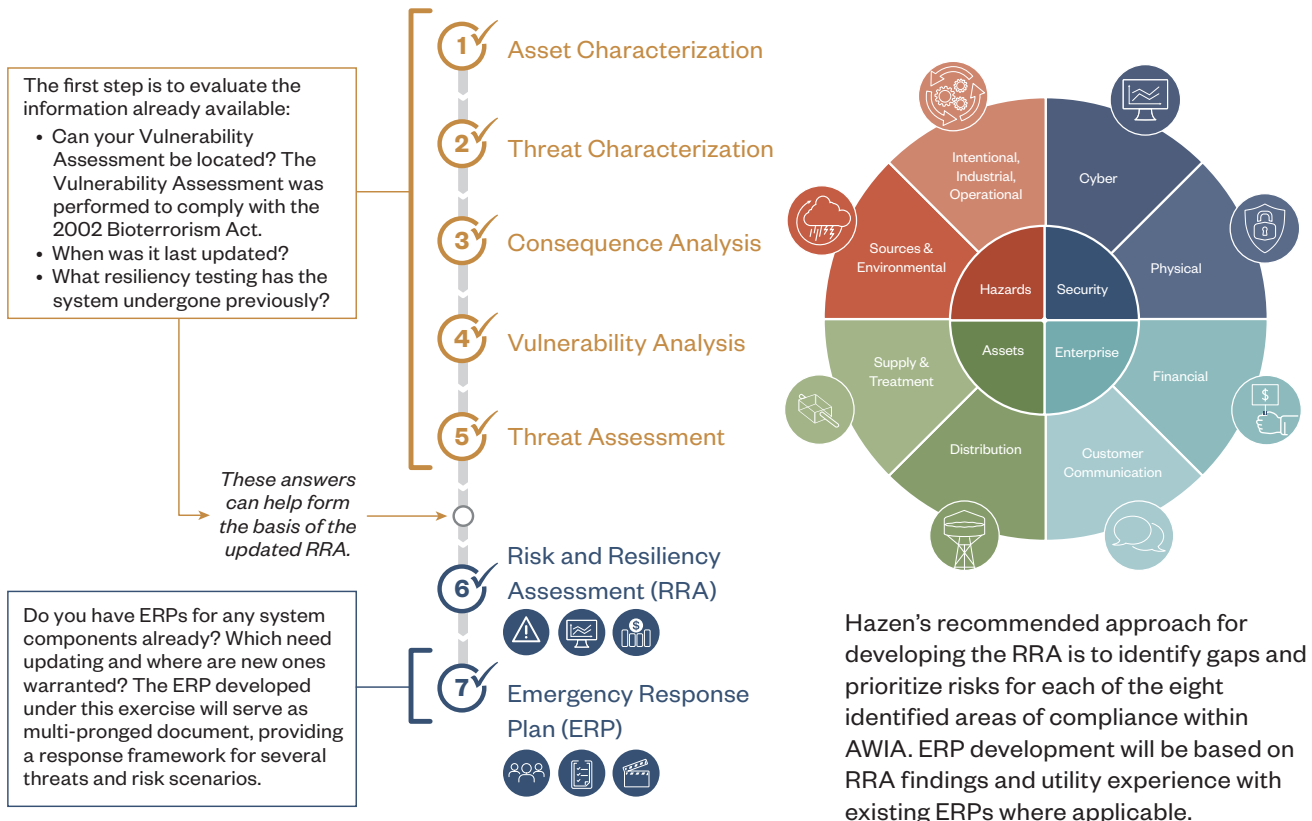 The first step is to evaluate the
information already available:
• Can your Vulnerability
Assessment be located? The
Vulnerability Assessment was
performed to comply with the
2002 Bioterrorism Act.
• When was it last updated?
• What resiliency testing has the
system undergone previously?
These answers
can help form
the basis of the
updated RRA.
Do you have ERPs for any system
components already? Which need
updating and where are new ones
warranted? The ERP developed
under this exercise will serve as
multi-pronged document, providing
a response framework for several
threats and risk scenarios.
1 Asset Characterization
2 Threat Characterization
3 Consequence Analysis
4 Vulnerability Analysis
5 Threat Assessment
6 Risk and Resiliency
Assessment (RRA)
$
7 Emergency Response
Plan (ERP)
Intentional,
Industrial,
Operational
Cyber
Sources &
Environmental
Physical
Hazards
Security
Assets
Enterprise
Supply &
Treatment
Financial
$
Distribution
Customer
Communication
Hazen's recommended approach for
developing the RRA is to identify gaps and
prioritize risks for each of the eight
identified areas of compliance within
AWIA. ERP development will be based on
RRA findings and utility experience with
existing ERPs where applicable.